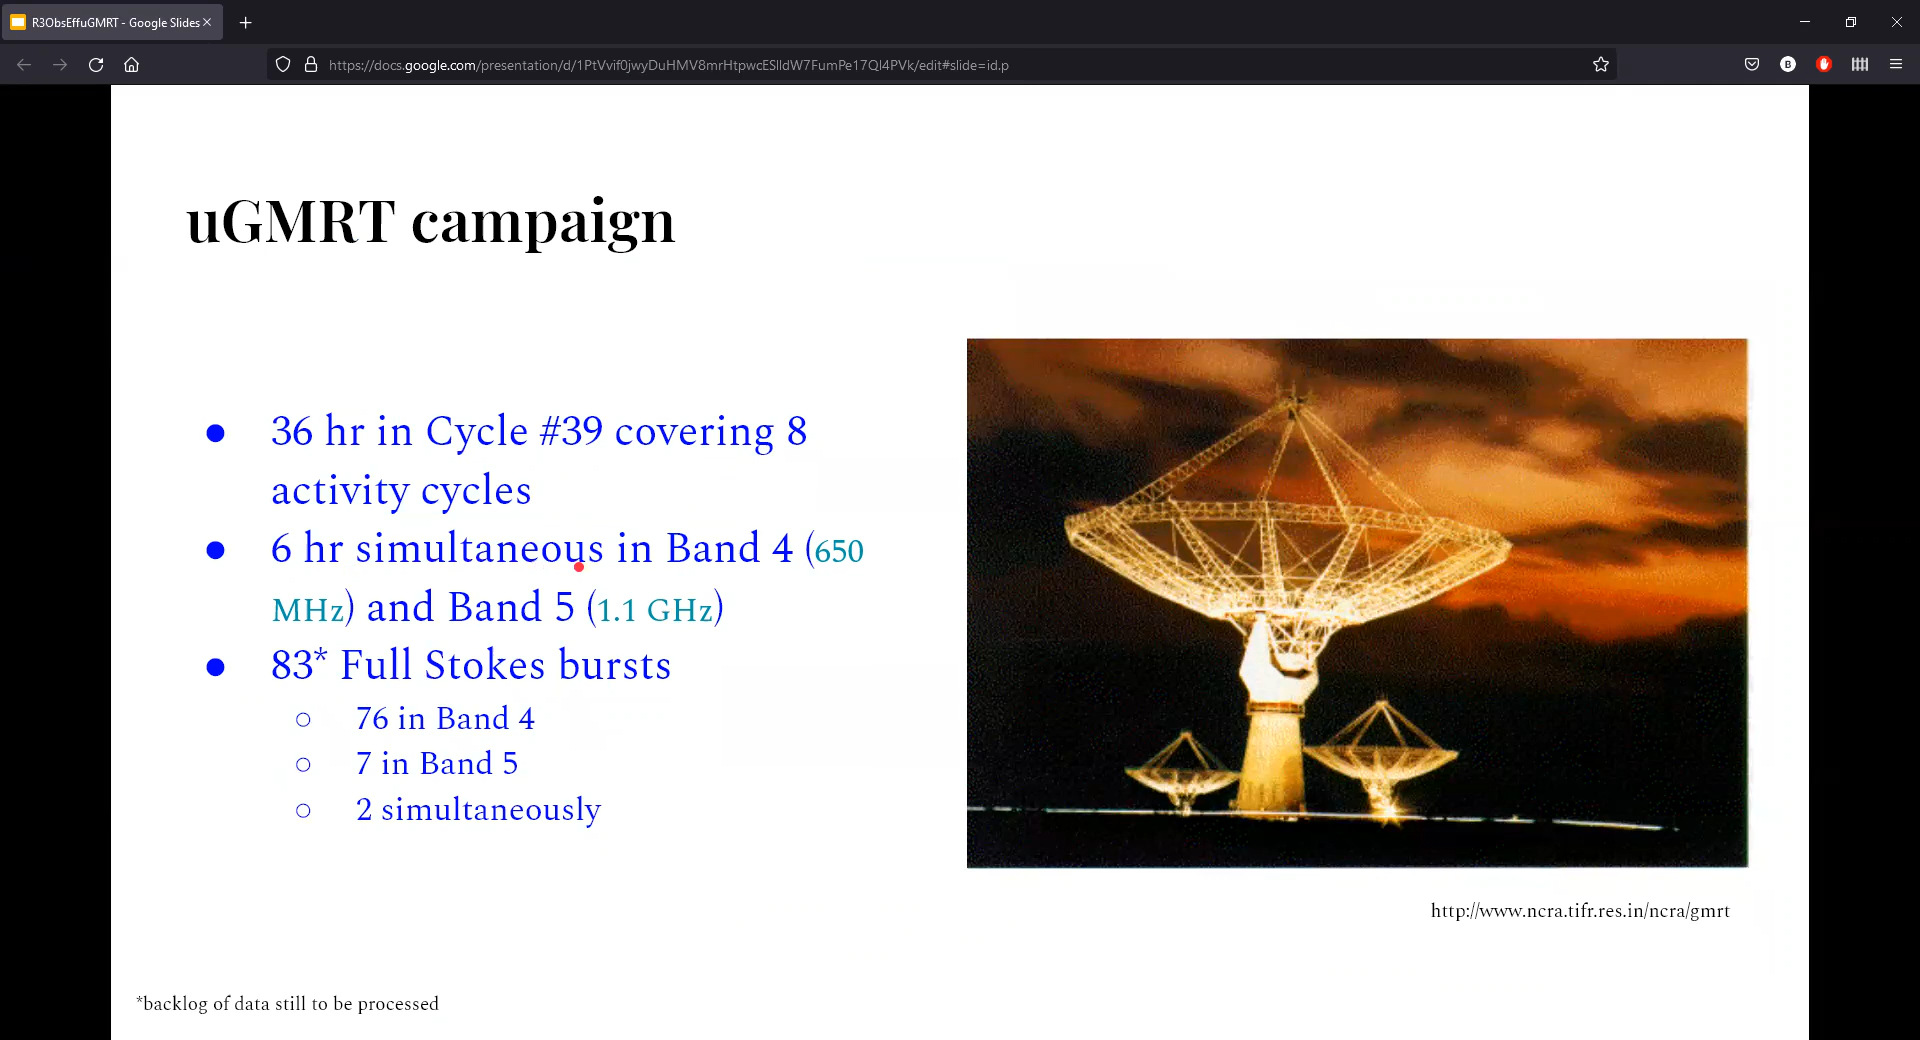 R3ObsEffuGMRT - Google Slides
https://docs.google.com/presentation/d/1PtVvif0jwyDuHMV8mrHtpwcESlIdW7FumPe17QI4PVk/edit#slide=id.p
B
uGMRT campaign
● 36 hr in Cycle #39 covering 8
activity cycles
● 6 hr simultaneous in Band 4 (650
MHz) and Band 5 (1.1 GHz)
● 83* Full Stokes bursts
○ 76 in Band 4
○ 7 in Band 5
○ 2 simultaneously
http://www.ncra.tifr.res.in/ncra/gmrt
*backlog of data still to be processed